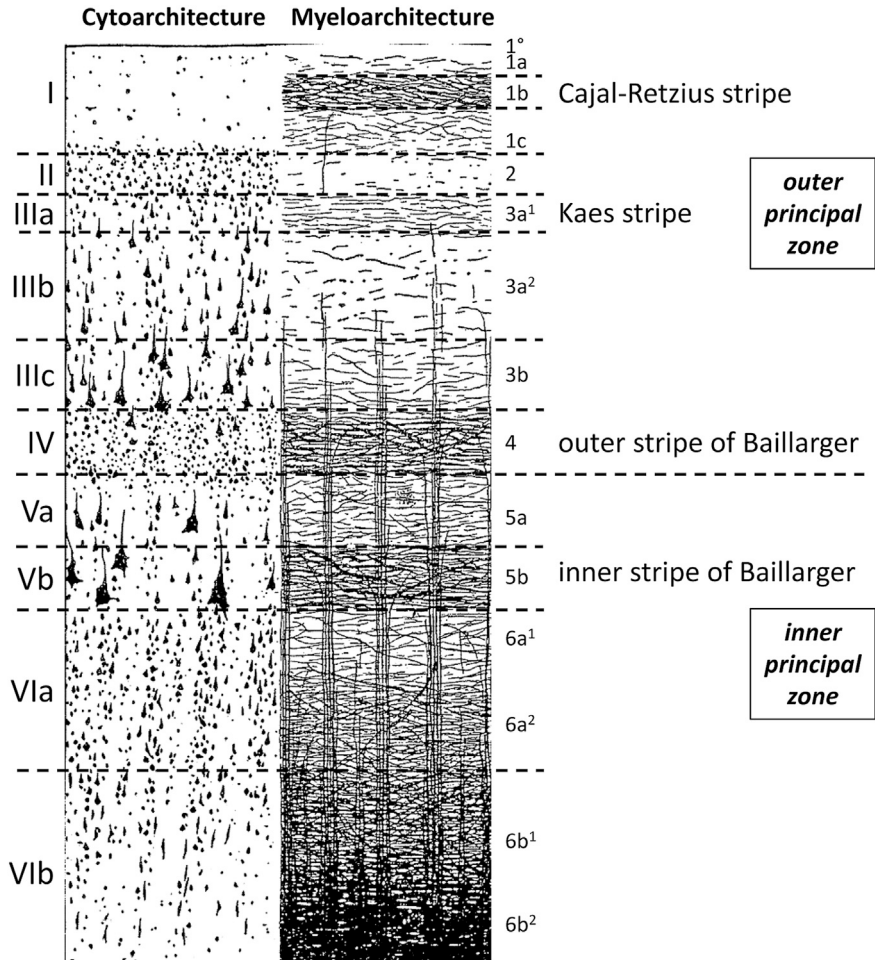 Cytoarchitecture Myeloarchitecture
1°
1a
I 1b Cajal-Retzius stripe
1c
II 2
outer
principal
zone
IIIa 3a¹ Kaes stripe
IIIb 3a²
IIIc 3b
IV 4 outer stripe of Baillarger
Va 5a
Vb 5b inner stripe of Baillarger
6a¹
inner
principal
zone
VIa
6a²
6b¹
VIb
6b²